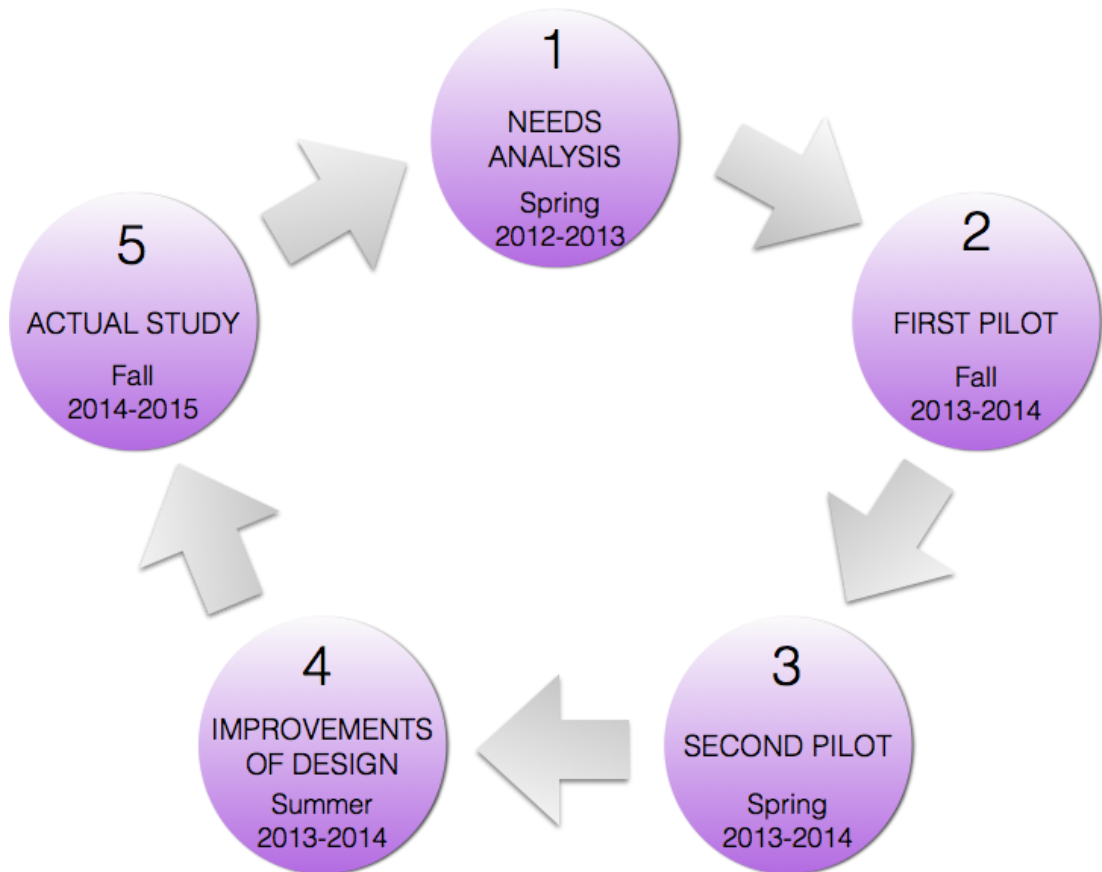 1
NEEDS
ANALYSIS
Spring
2012-2013
2
FIRST PILOT
Fall
2013-2014
3
SECOND PILOT
Spring
2013-2014
4
IMPROVEMENTS
OF DESIGN
Summer
2013-2014
5
ACTUAL STUDY
Fall
2014-2015